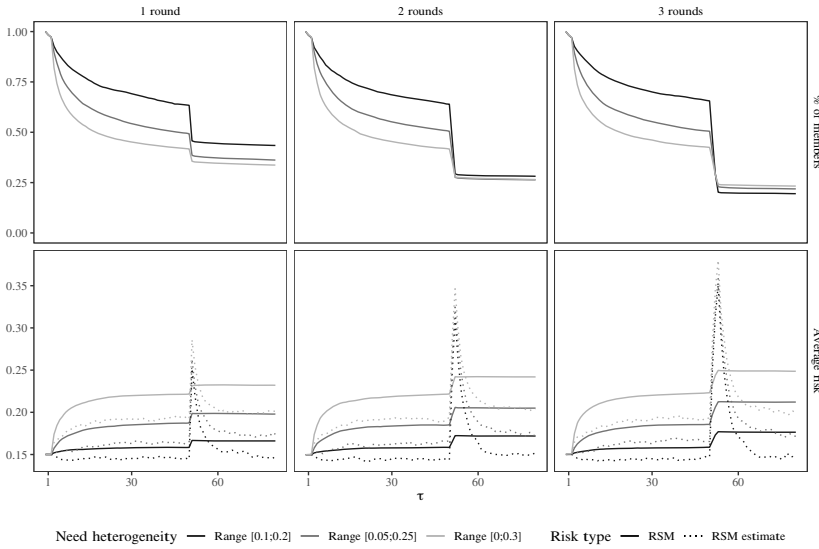 1 round
2 rounds
3 rounds
1.00
0.75
0.50
0.25
0.00
% of members
0.35
0.30
0.25
0.20
0.15
Average risk
1
30
60
1
30
60
1
30
60
τ
Need heterogeneity
Range [0.1;0.2)
Range [0.05;0.25]
Range [0;0.3]
Risk type
RSM
RSM estimate